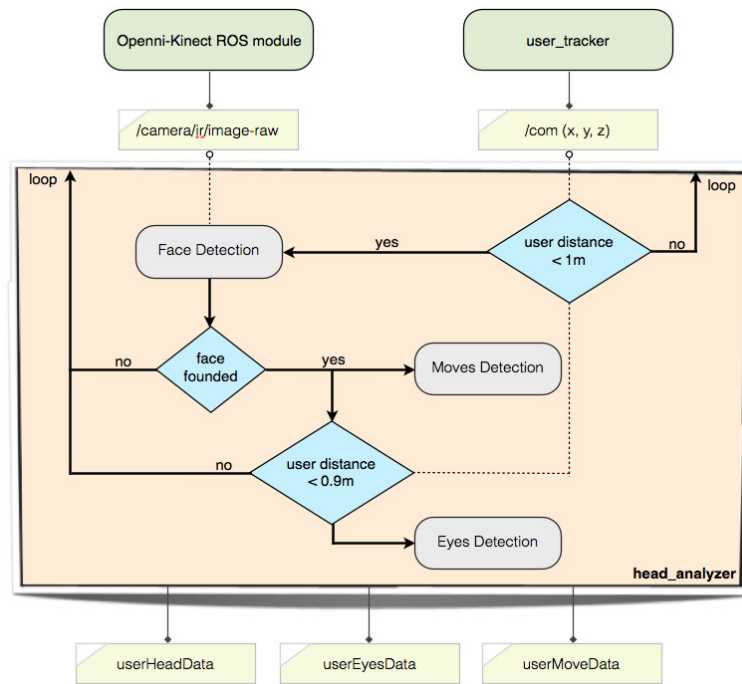 Openni-Kinect ROS module
user_tracker
/camera/ir/image-raw
/com (x, y, z)
loop
loop
Face Detection
yes
user distance
< 1m
no
no
face
founded
yes
Moves Detection
no
user distance
< 0.9m
Eyes Detection
head_analyzer
userHeadData
userEyesData
userMoveData